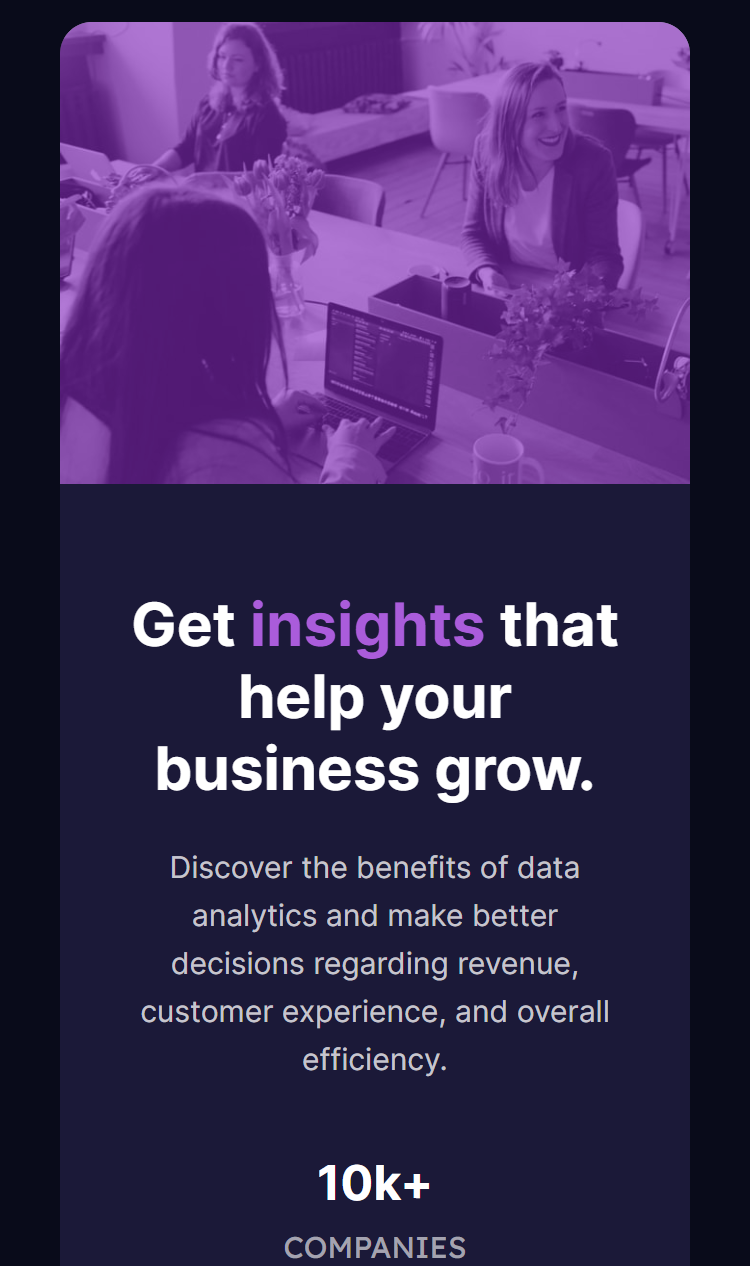 Get insights that
help your
business grow.
Discover the benefits of data
analytics and make better
decisions regarding revenue,
customer experience, and overall
efficiency.
10k+
COMPANIES